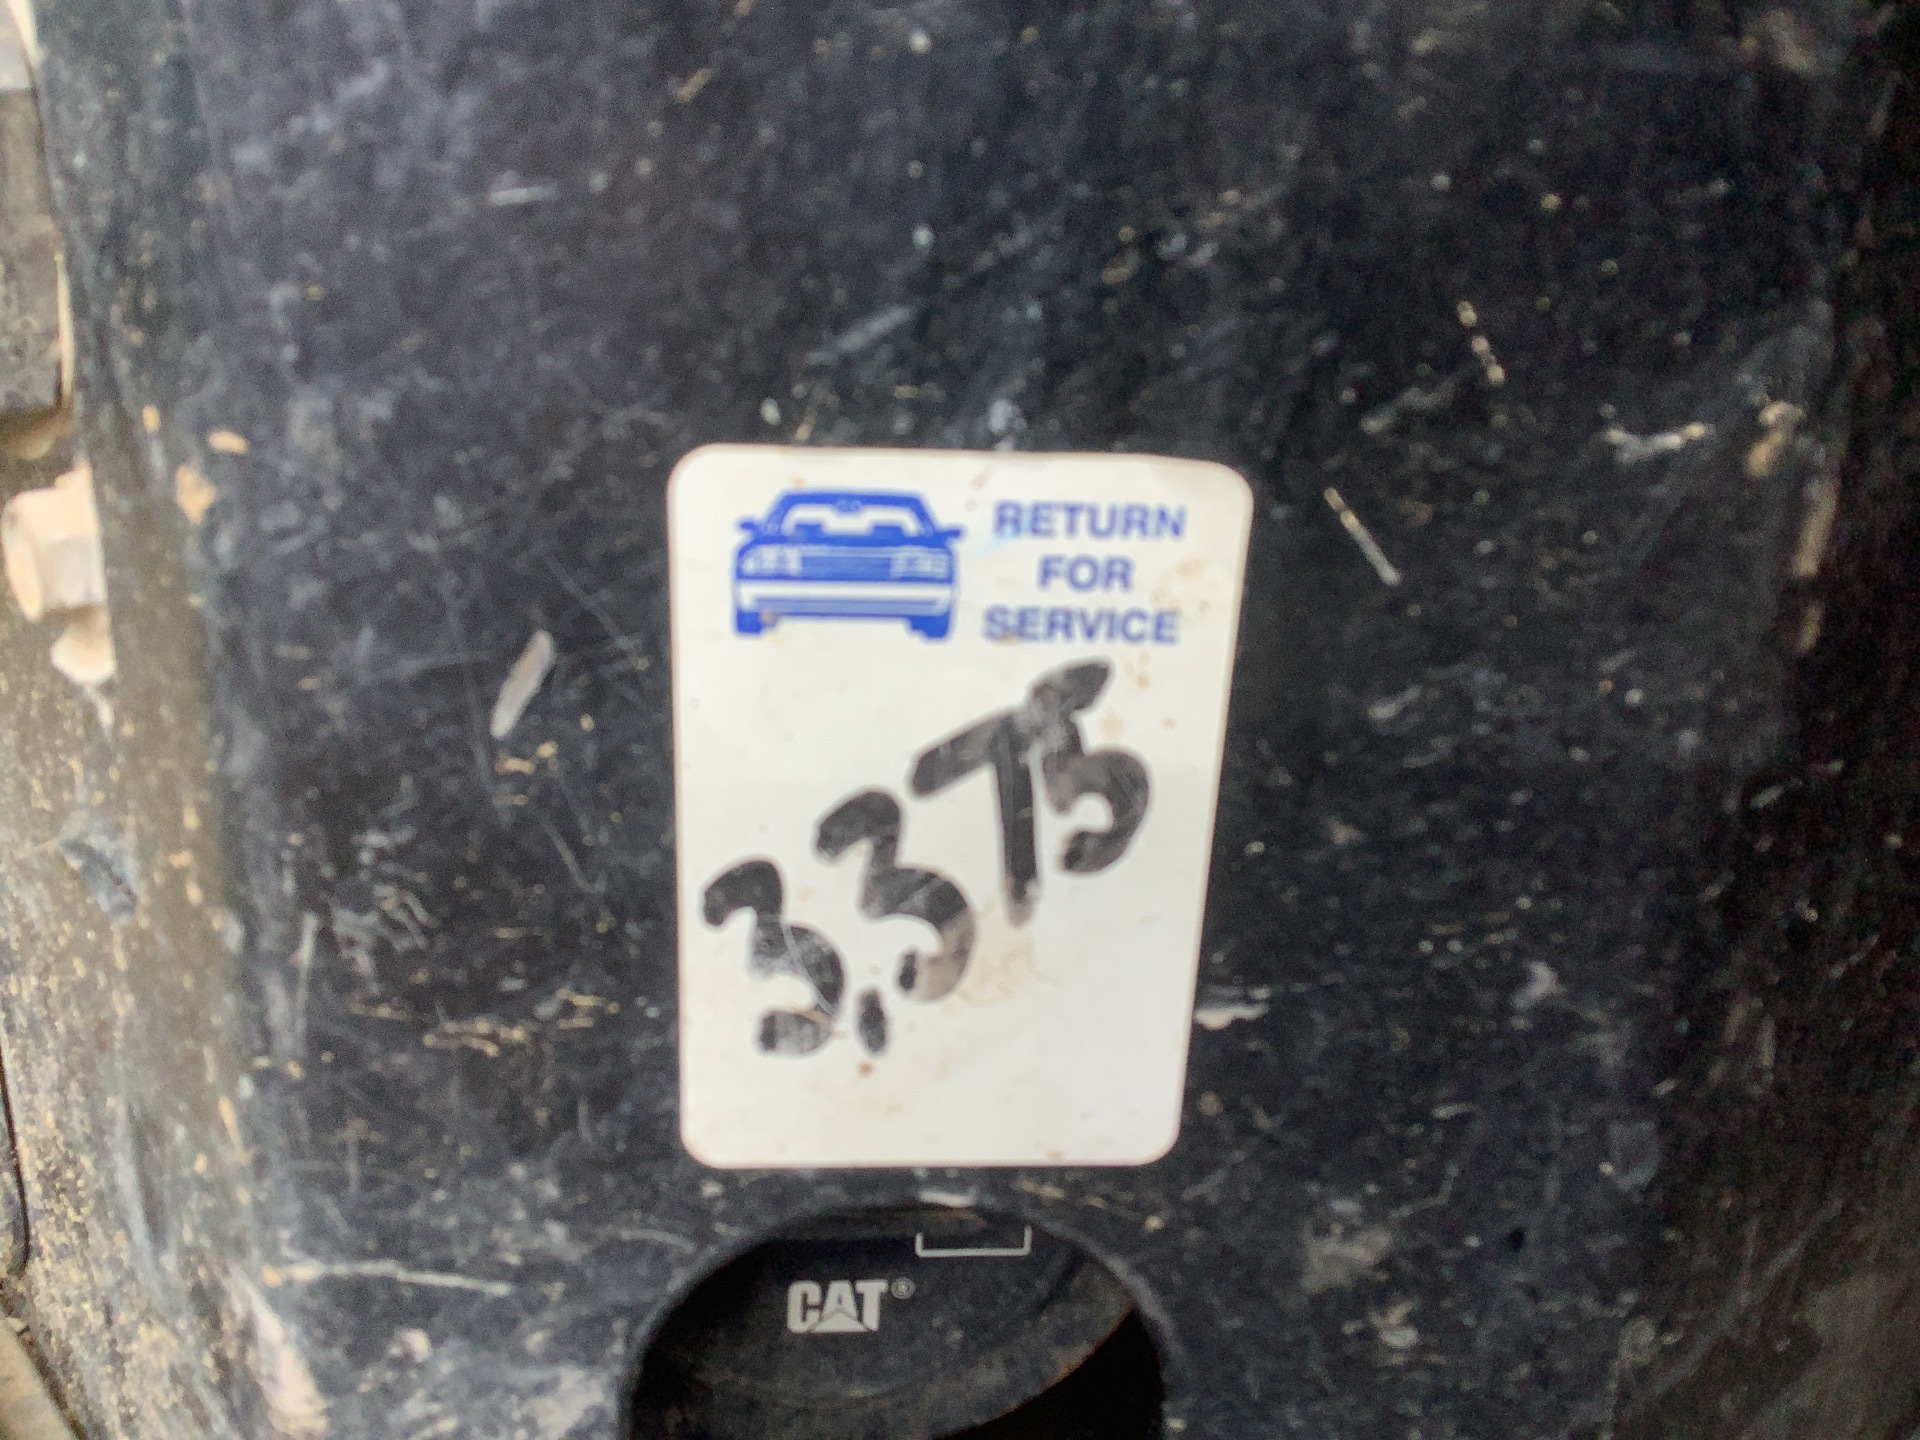 RETURN
FOR
SERVICE
3,375
CAT®